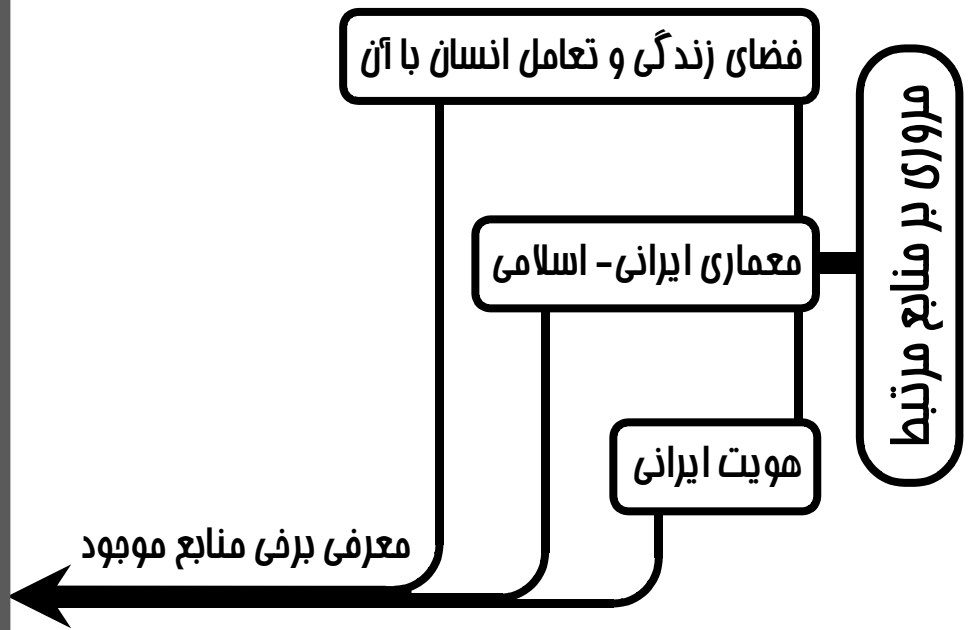 مروری بر منابع مرتبط
فضای زندگی و تعامل انسان با آن
معماری ایرانی- اسلامی
هویت ایرانی
معرفی برخی منابع موجود